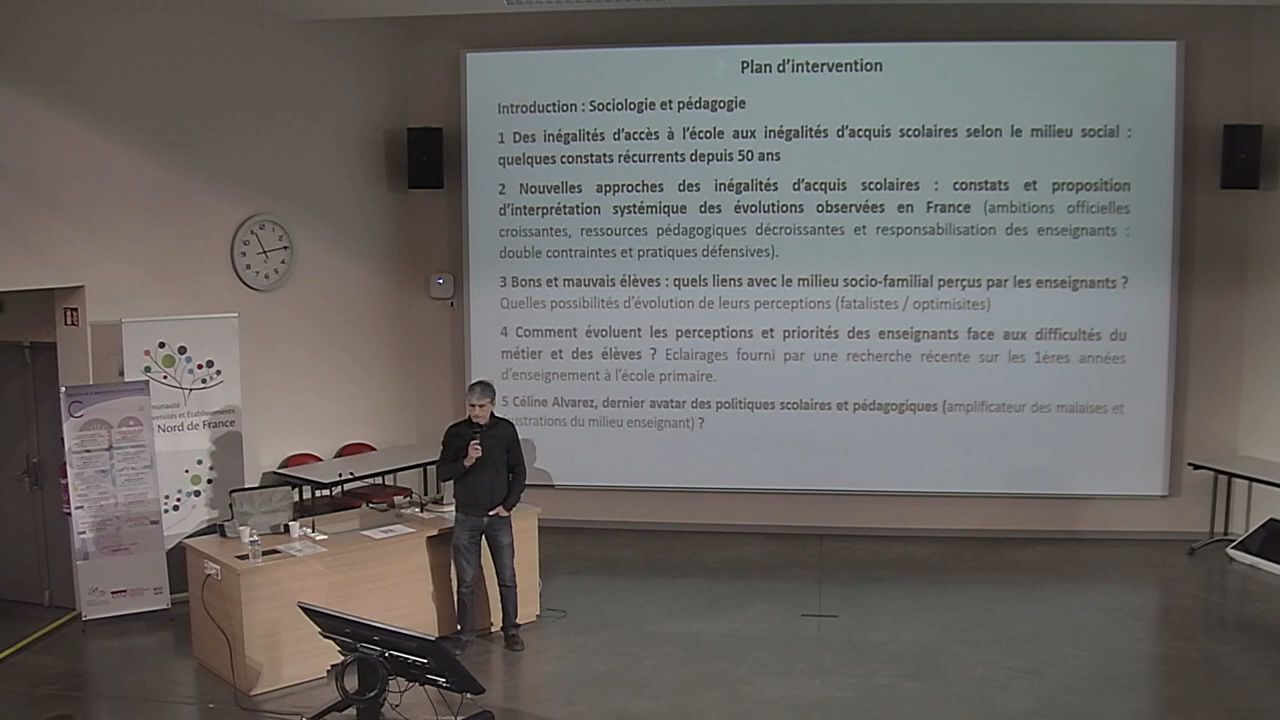 Plan d'intervention
Introduction : Sociologie et pédagogie
1 Des inégalités d'accès à l'école aux inégalités d'acquis scolaires selon le milieu social :
quelques constats récurrents depuis 50 ans
2 Nouvelles approches des inégalités d'acquis scolaires : constats et proposition
d'interprétation systémique des évolutions observées en France (ambitions officielles
croissantes, ressources pédagogiques décroissantes et responsabilisation des enseignants :
double contraintes et pratiques défensives).
3 Bons et mauvais élèves : quels liens avec le milieu socio-familial perçus par les enseignants ?
Quelles possibilités d'évolution de leurs perceptions (fatalistes / optimisites)
4 Comment évoluent les perceptions et priorités des enseignants face aux difficultés du
métier et des élèves ? Eclairages fourni par une recherche récente sur les 1ères années
d'enseignement à l'école primaire.
5 Céline Alvarez, dernier avatar des politiques scolaires et pédagogiques (amplificateur des malaises et
ustrations du milieu enseignant) ?
munauté
versités et Établissements
Nord de France
C